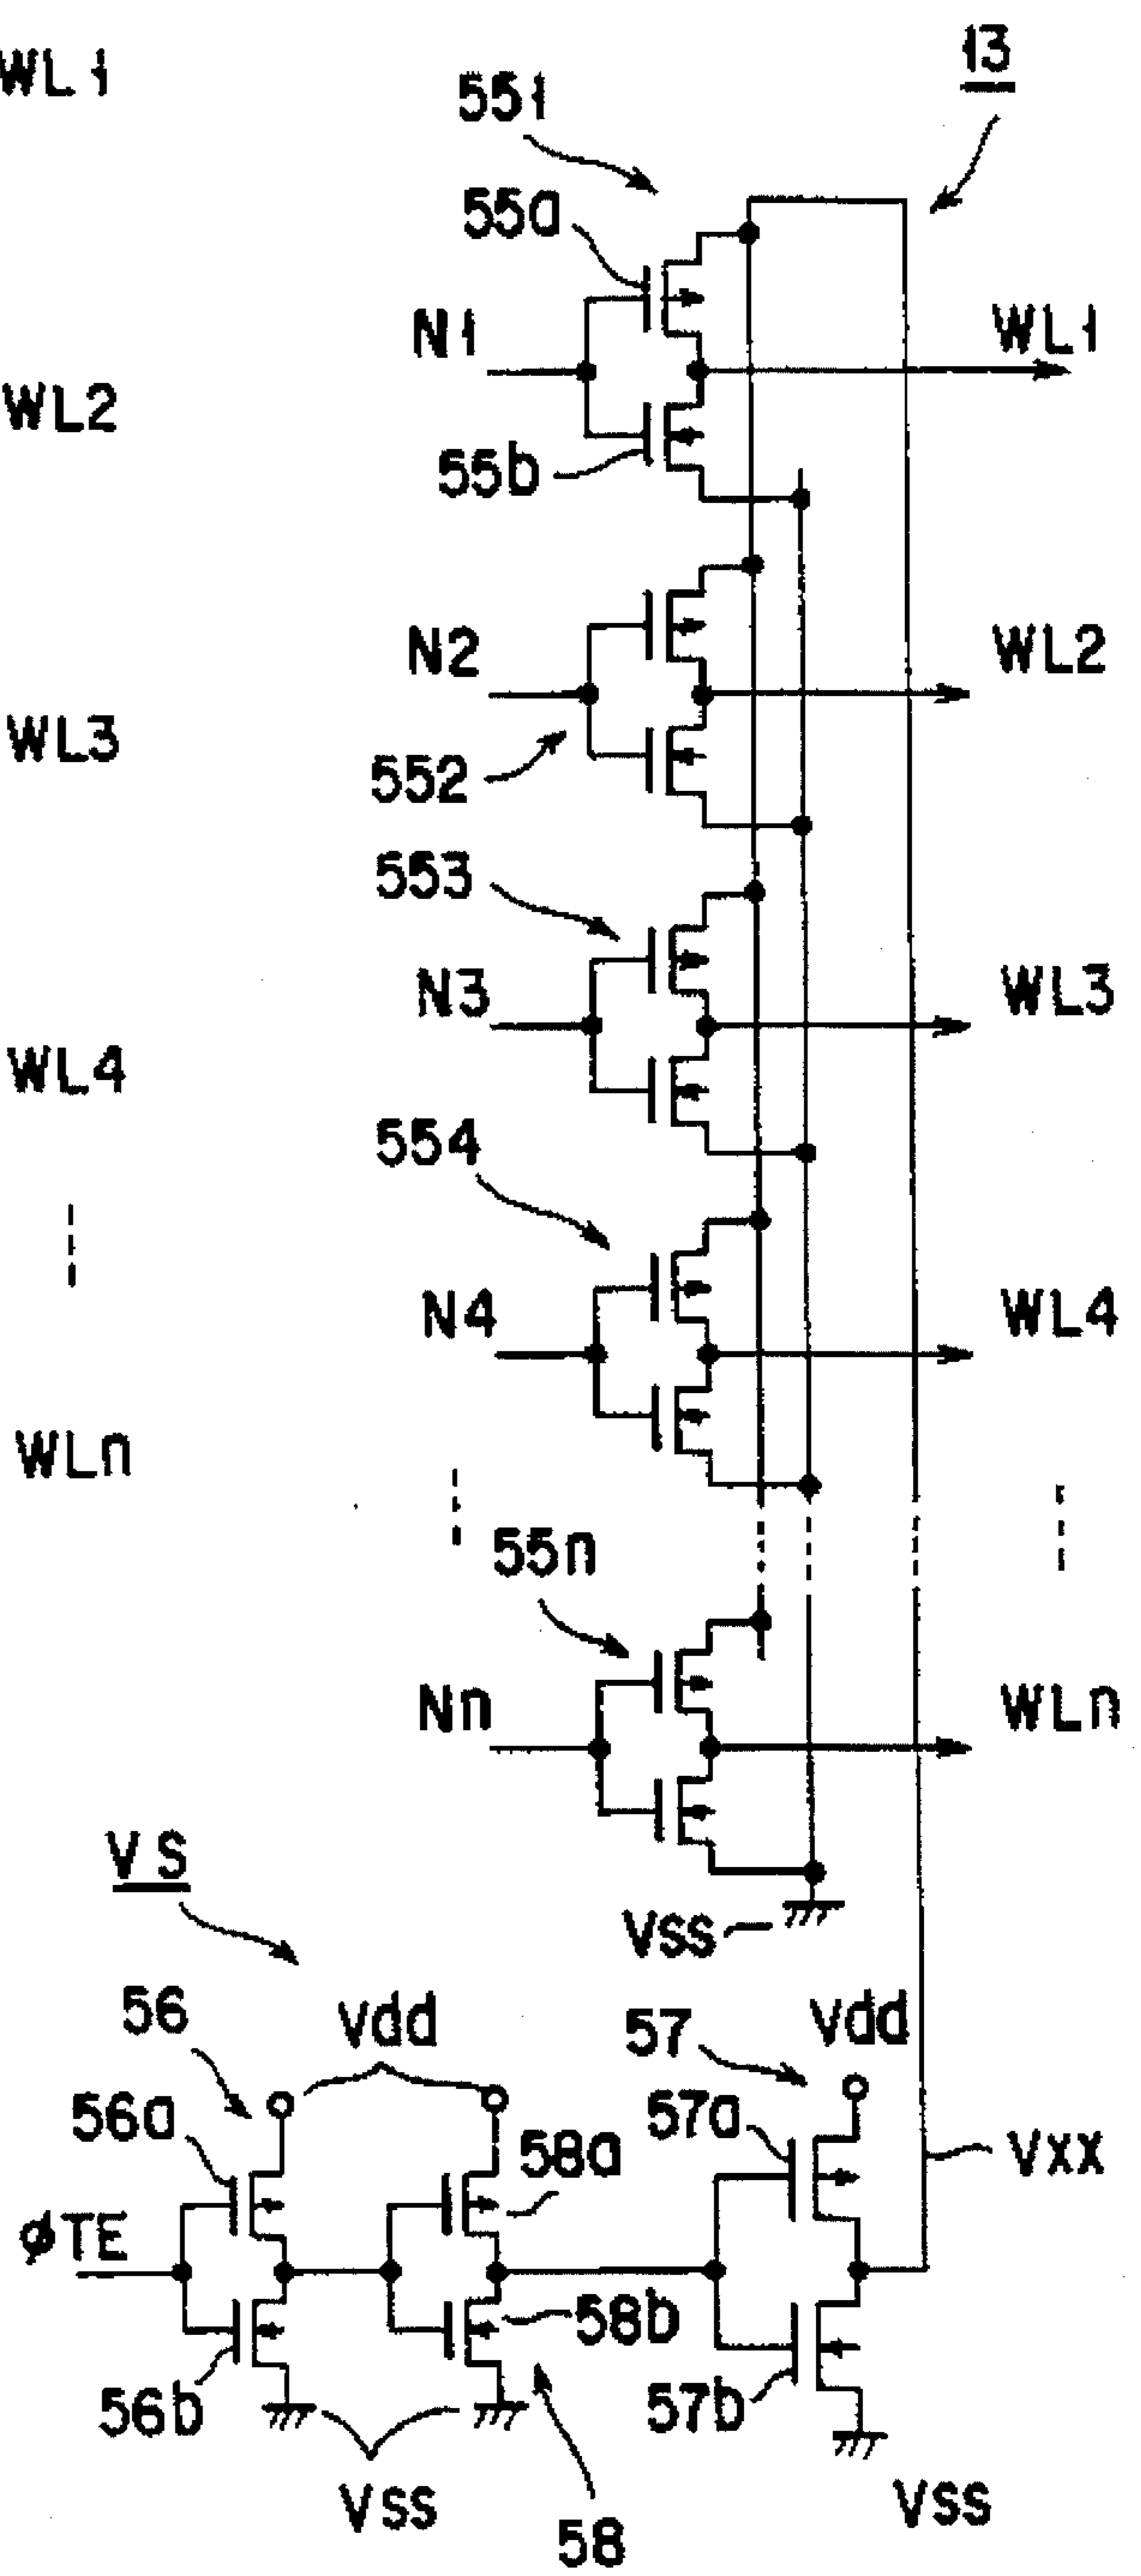 13
WL1
551
55a
N1
WL1
WL2
55b
N2
WL2
WL3
552
553
N3
WL3
WL4
554
N4
WL4
WLn
55n
Nn
WLn
VS
Vss
56
Vdd
57
Vdd
56a
57a
58a
VXX
φTE
58b
56b
57b
Vss
Vss
58